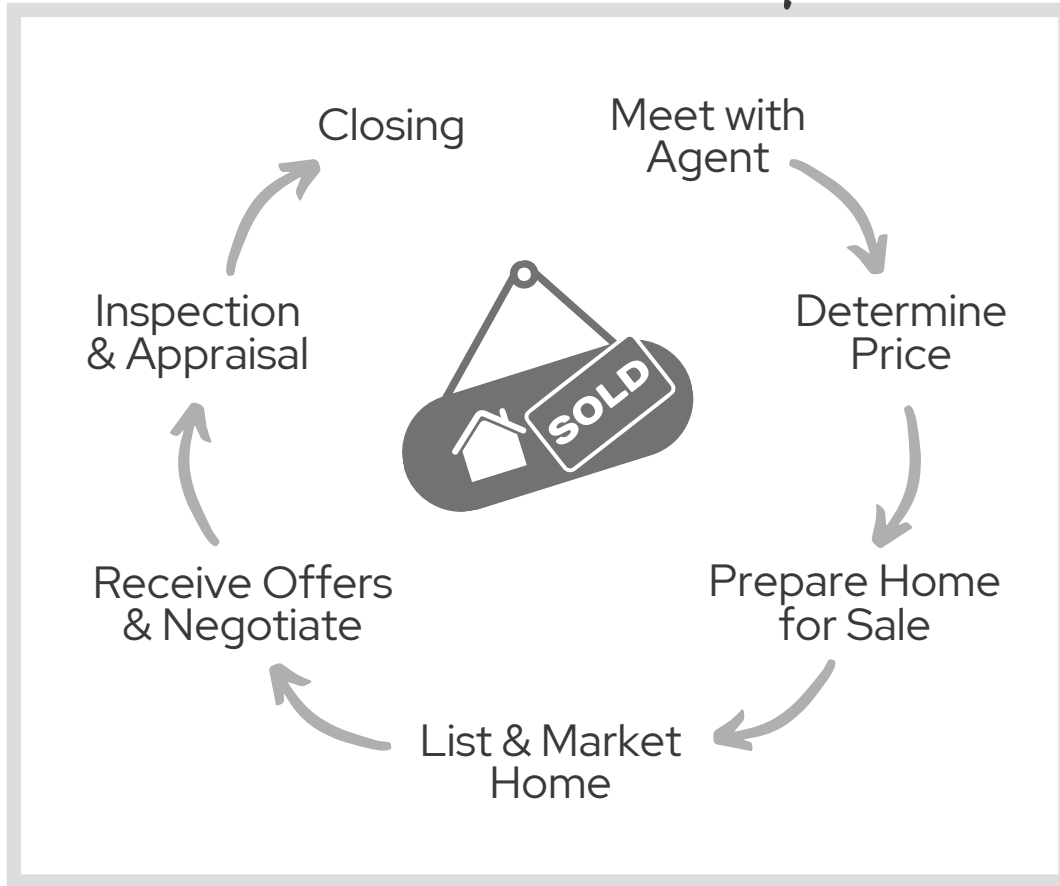 Meet with
Agent
Determine
Price
Prepare Home
for Sale
List & Market
Home
Receive Offers
& Negotiate
Inspection
& Appraisal
Closing
SOLD